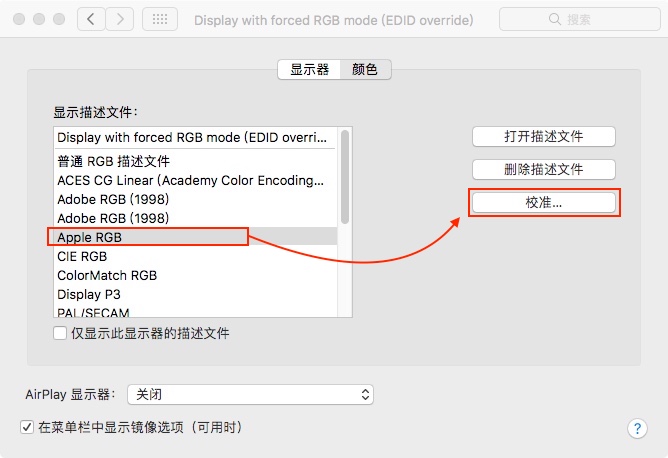 Display with forced RGB mode (EDID override)
搜索
显示器
颜色
显示描述文件：
Display with forced RGB mode (EDID overri...
普通 RGB 描述文件
ACES CG Linear (Academy Color Encoding...
Adobe RGB (1998)
Adobe RGB (1998)
Apple RGB
CIE RGB
ColorMatch RGB
Display P3
PAL/SECAM
打开描述文件
删除描述文件
校准...
仅显示此显示器的描述文件
AirPlay 显示器： 关闭
在菜单栏中显示镜像选项（可用时）
?